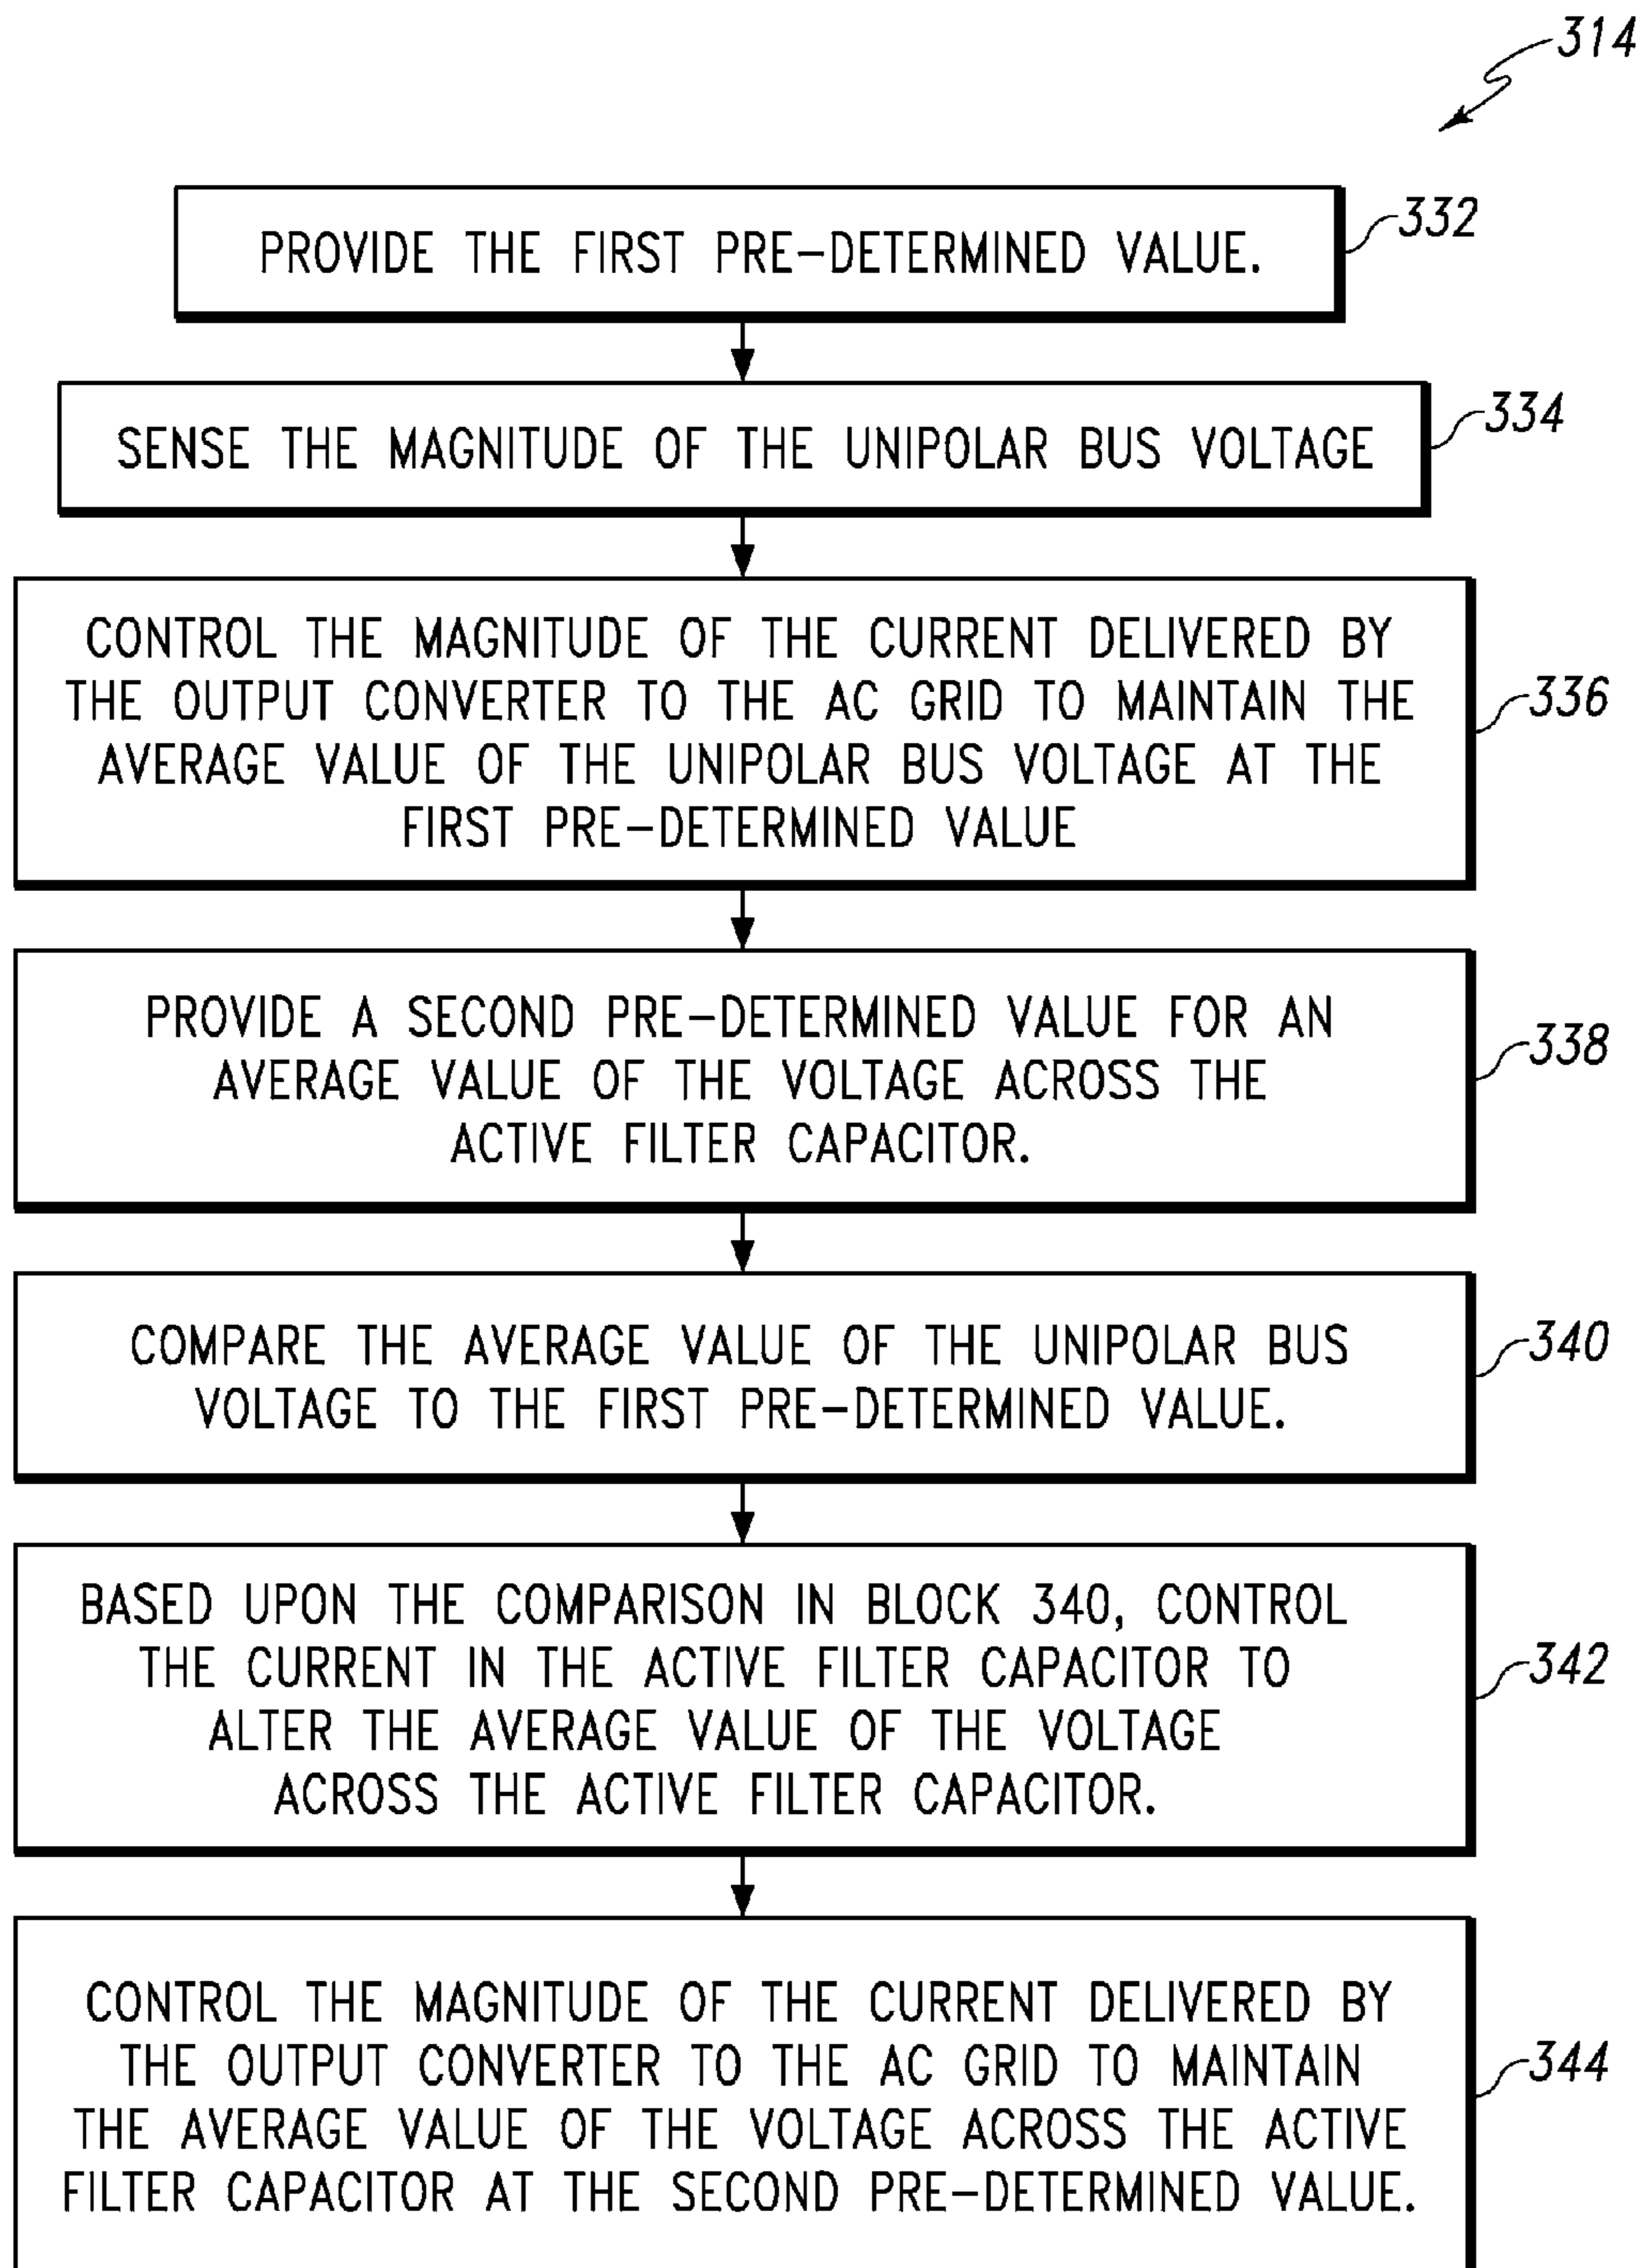 314
PROVIDE THE FIRST PRE-DETERMINED VALUE.
332
SENSE THE MAGNITUDE OF THE UNIPOLAR BUS VOLTAGE
334
CONTROL THE MAGNITUDE OF THE CURRENT DELIVERED BY
THE OUTPUT CONVERTER TO THE AC GRID TO MAINTAIN THE
AVERAGE VALUE OF THE UNIPOLAR BUS VOLTAGE AT THE
FIRST PRE-DETERMINED VALUE
336
PROVIDE A SECOND PRE-DETERMINED VALUE FOR AN
AVERAGE VALUE OF THE VOLTAGE ACROSS THE
ACTIVE FILTER CAPACITOR.
338
COMPARE THE AVERAGE VALUE OF THE UNIPOLAR BUS
VOLTAGE TO THE FIRST PRE-DETERMINED VALUE.
340
BASED UPON THE COMPARISON IN BLOCK 340, CONTROL
THE CURRENT IN THE ACTIVE FILTER CAPACITOR TO
ALTER THE AVERAGE VALUE OF THE VOLTAGE
ACROSS THE ACTIVE FILTER CAPACITOR.
342
CONTROL THE MAGNITUDE OF THE CURRENT DELIVERED BY
THE OUTPUT CONVERTER TO THE AC GRID TO MAINTAIN
THE AVERAGE VALUE OF THE VOLTAGE ACROSS THE ACTIVE
FILTER CAPACITOR AT THE SECOND PRE-DETERMINED VALUE.
344